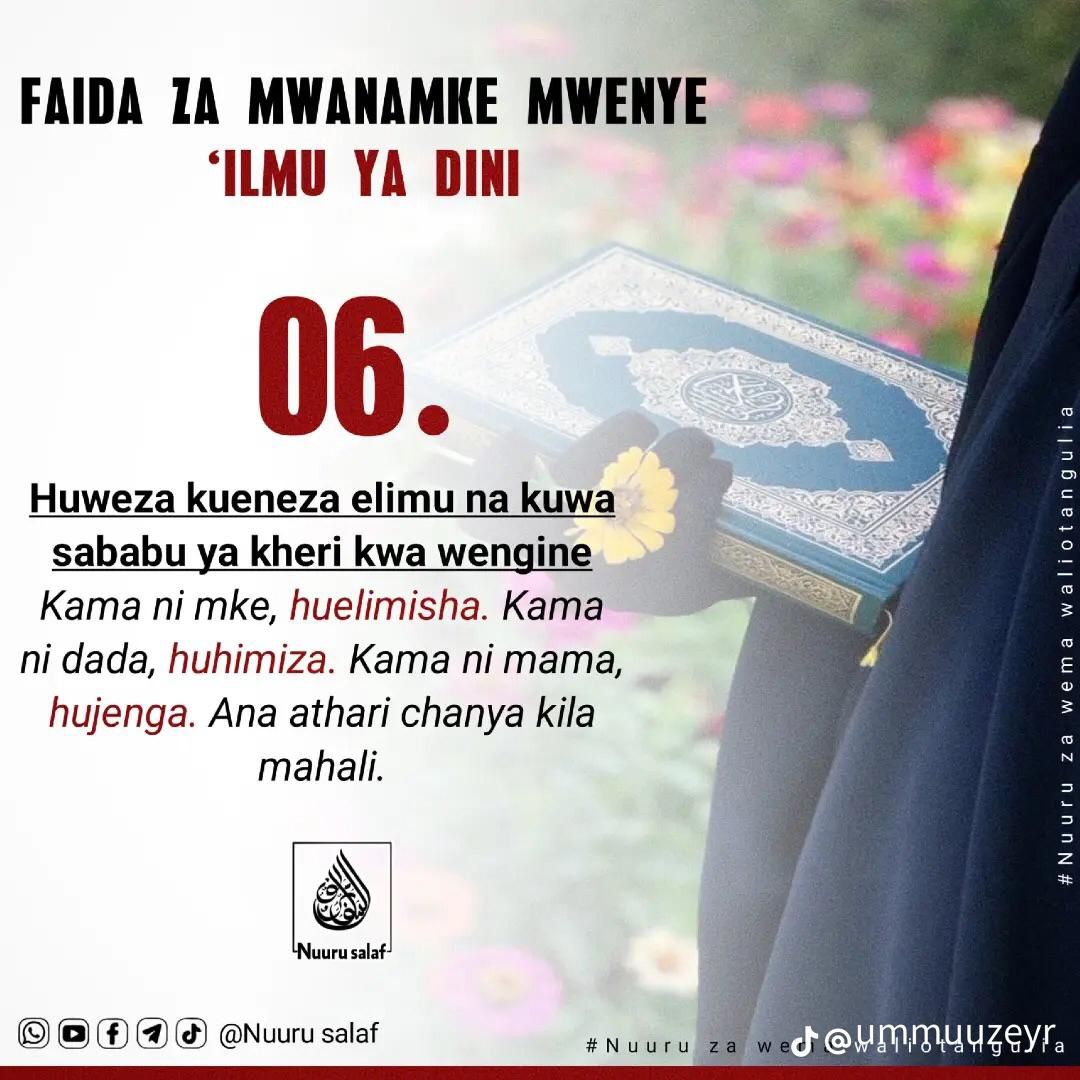 FAIDA ZA MWANAMKE MWENYE
‘ILMU YA DINI
06.
Huweza kueneza elimu na kuwa
sababu ya kheri kwa wengine
Kama ni mke, huelimisha. Kama
ni dada, huhimiza. Kama ni mama,
hujenga. Ana athari chanya kila
mahali.
Nuuru salaf
@Nuuru salaf
#Nuuru za wema waliotangulia
@ummuuzeyr
#Nuuru za wema waliotangulia